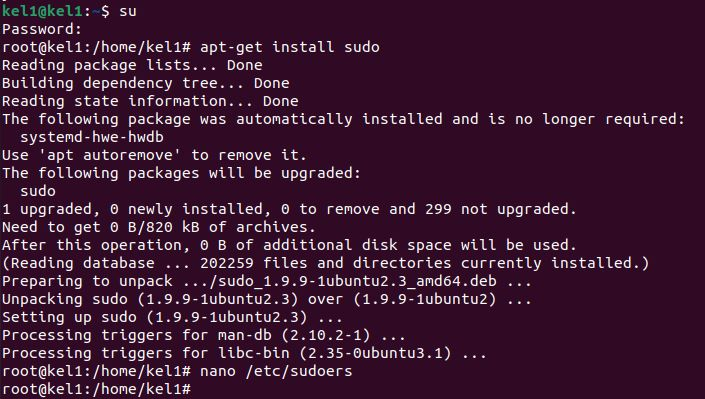 kel1@kel1:~$ su
Password:
root@kel1:/home/kel1# apt-get install sudo
Reading package lists... Done
Building dependency tree... Done
Reading state information... Done
The following package was automatically installed and is no longer required:
  systemd-hwe-hwdb
Use 'apt autoremove' to remove it.
The following packages will be upgraded:
  sudo
1 upgraded, 0 newly installed, 0 to remove and 299 not upgraded.
Need to get 0 B/820 kB of archives.
After this operation, 0 B of additional disk space will be used.
(Reading database ... 202259 files and directories currently installed.)
Preparing to unpack .../sudo_1.9.9-1ubuntu2.3_amd64.deb ...
Unpacking sudo (1.9.9-1ubuntu2.3) over (1.9.9-1ubuntu2) ...
Setting up sudo (1.9.9-1ubuntu2.3) ...
Processing triggers for man-db (2.10.2-1) ...
Processing triggers for libc-bin (2.35-0ubuntu3.1) ...
root@kel1:/home/kel1# nano /etc/sudoers
root@kel1:/home/kel1#